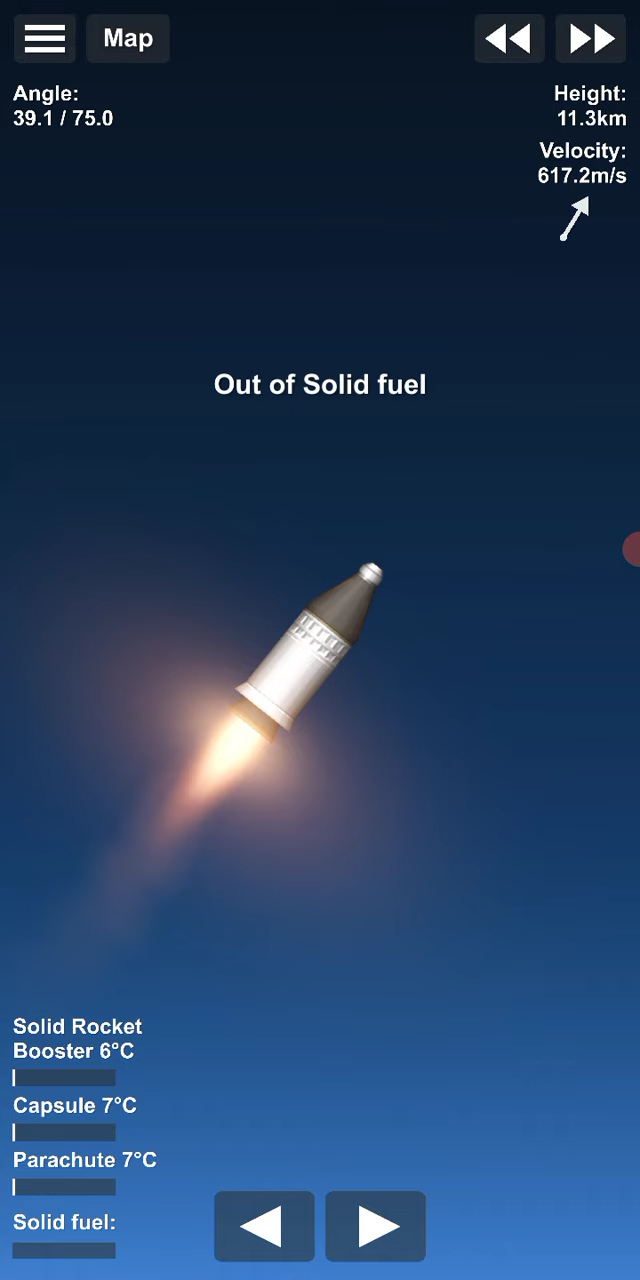 Map
Angle:
39.1 / 75.0
Height:
11.3km
Velocity:
617.2m/s
Out of Solid fuel
Solid Rocket
Booster 6°C
Capsule 7°C
Parachute 7°C
Solid fuel: